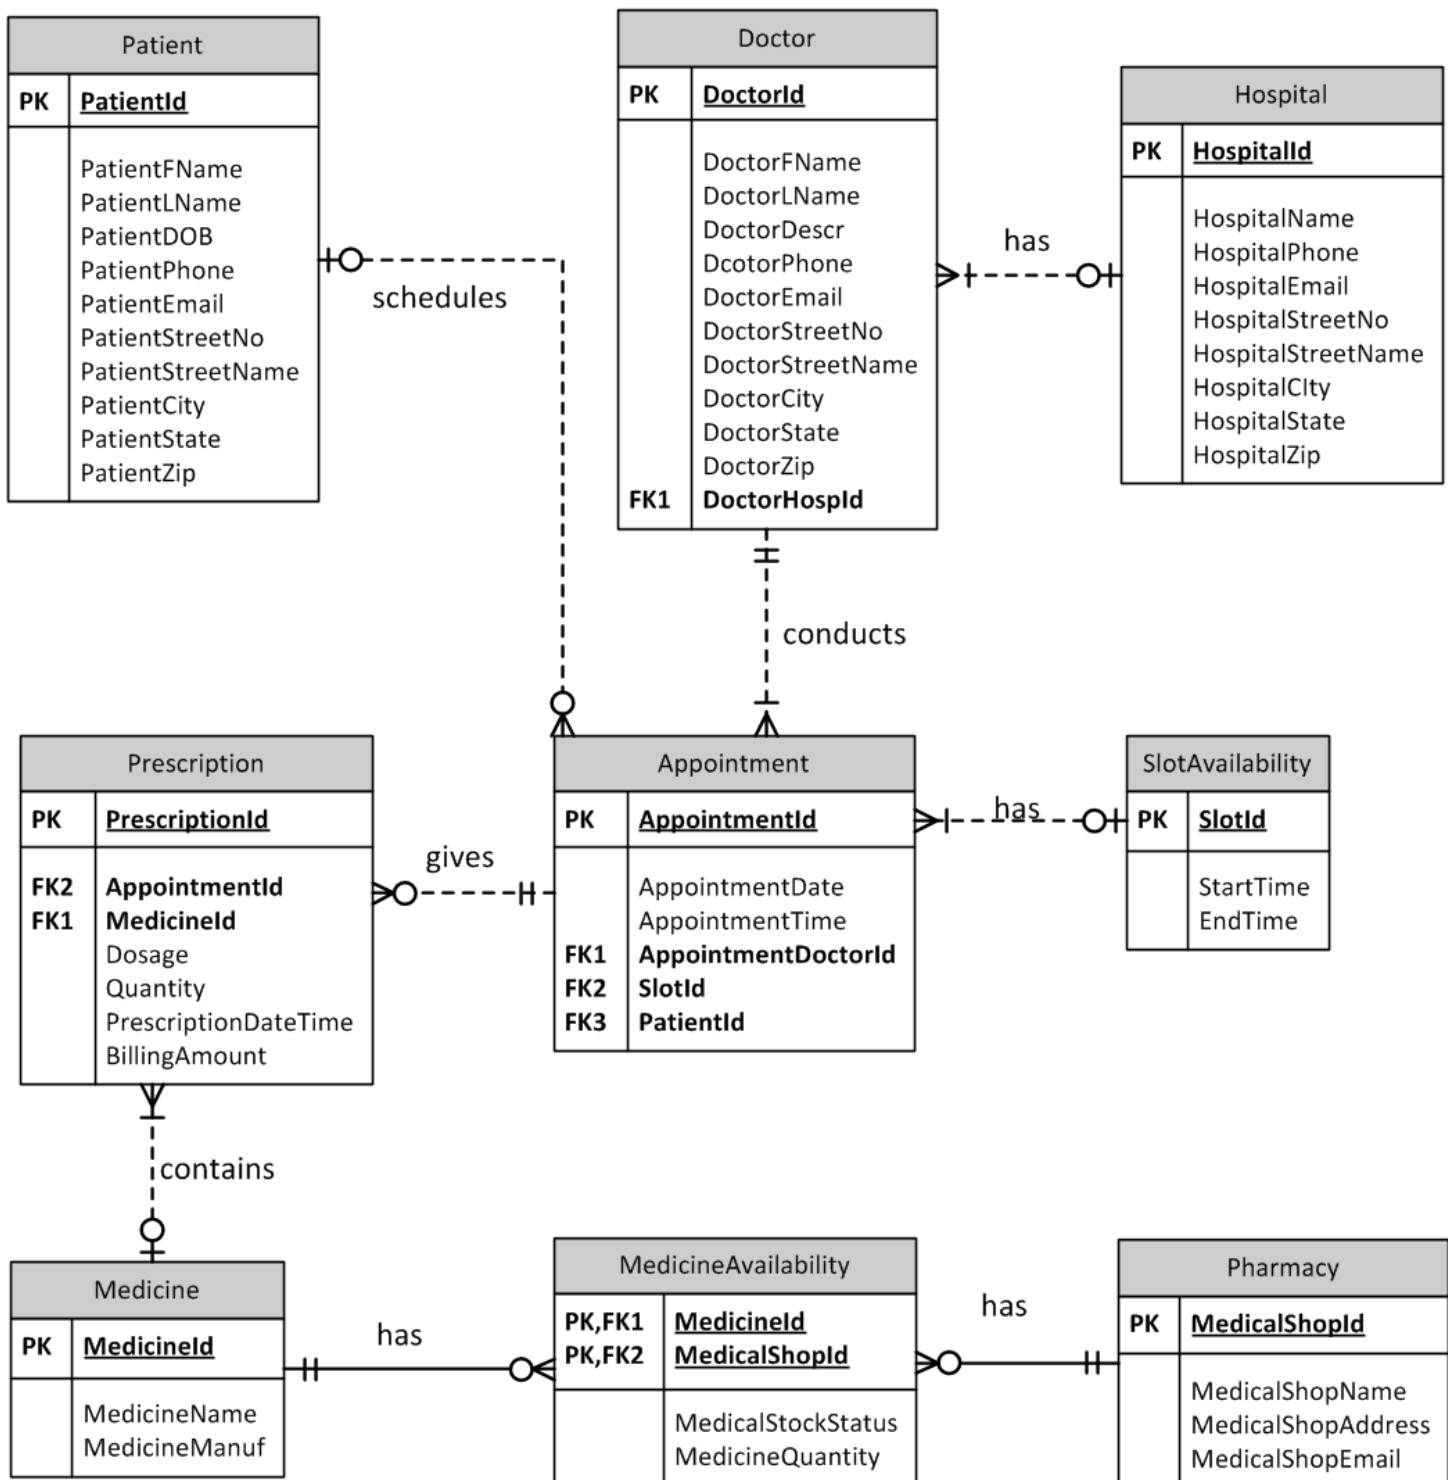 Patient
PK PatientId
PatientFName
PatientLName
PatientDOB
PatientPhone
PatientEmail
PatientStreetNo
PatientStreetName
PatientCity
PatientState
PatientZip
schedules
Doctor
PK DoctorId
DoctorFName
DoctorLName
DoctorDescr
DcotorPhone
DoctorEmail
DoctorStreetNo
DoctorStreetName
DoctorCity
DoctorState
DoctorZip
FK1 DoctorHospId
has
Hospital
PK HospitalId
HospitalName
HospitalPhone
HospitalEmail
HospitalStreetNo
HospitalStreetName
HospitalCIty
HospitalState
HospitalZip
conducts
Prescription
PK PrescriptionId
FK2 AppointmentId
FK1 MedicineId
Dosage
Quantity
PrescriptionDateTime
BillingAmount
gives
Appointment
PK AppointmentId
AppointmentDate
AppointmentTime
FK1 AppointmentDoctorId
FK2 SlotId
FK3 PatientId
has
SlotAvailability
PK SlotId
StartTime
EndTime
contains
Medicine
PK MedicineId
MedicineName
MedicineManuf
has
MedicineAvailability
PK,FK1 MedicineId
PK,FK2 MedicalShopId
MedicalStockStatus
MedicineQuantity
has
Pharmacy
PK MedicalShopId
MedicalShopName
MedicalShopAddress
MedicalShopEmail